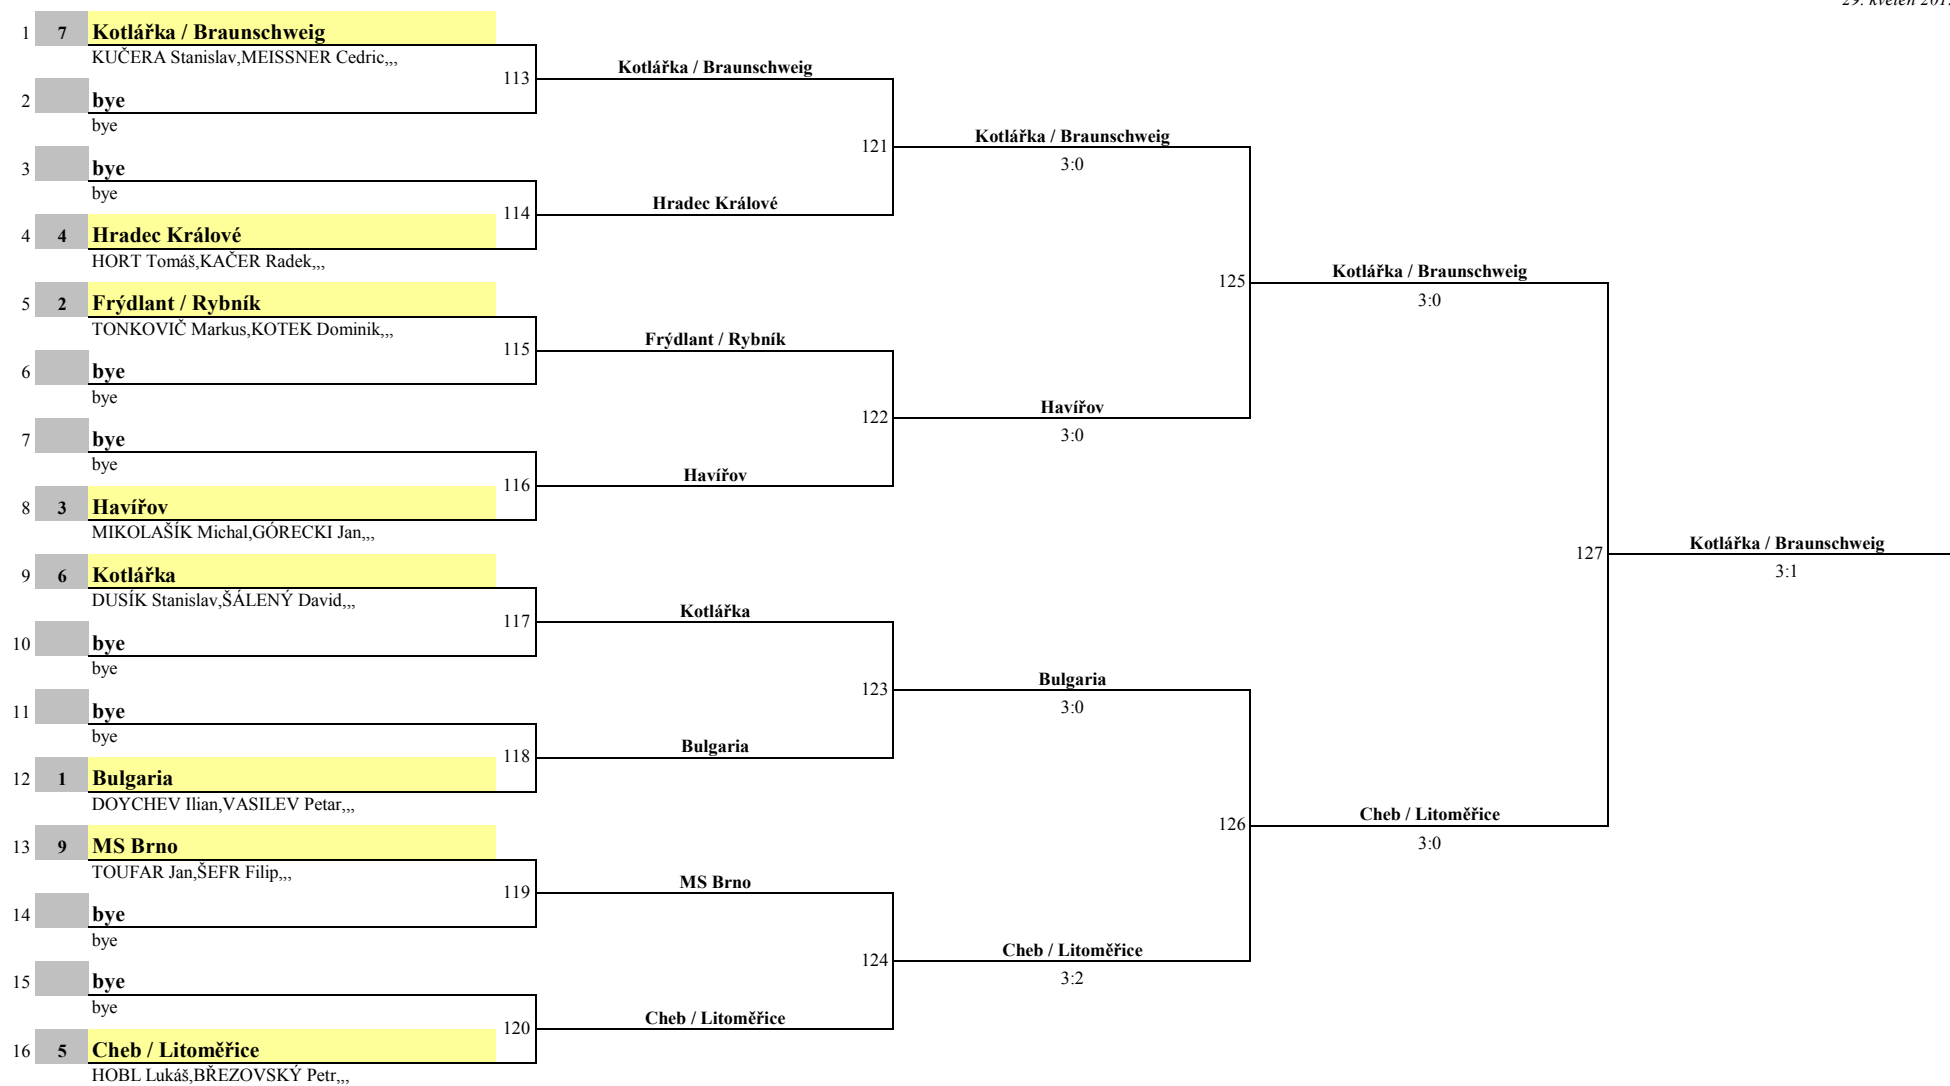 29. květen 201
1 7 Kotlářka / Braunschweig
KUČERA Stanislav,MEISSNER Cedric,,,
113
Kotlářka / Braunschweig
2 bye
bye
121
Kotlářka / Braunschweig
3:0
3 bye
bye
114
Hradec Králové
4 4 Hradec Králové
HORT Tomáš,KAČER Radek,,,
125
Kotlářka / Braunschweig
3:0
5 2 Frýdlant / Rybník
TONKOVIČ Markus,KOTEK Dominik,,,
115
Frýdlant / Rybník
6 bye
bye
122
Havířov
3:0
7 bye
bye
116
Havířov
8 3 Havířov
MIKOLAŠÍK Michal,GÓRECKI Jan,,,
127
Kotlářka / Braunschweig
3:1
9 6 Kotlářka
DUSÍK Stanislav,ŠÁLENÝ David,,,
117
Kotlářka
10 bye
bye
123
Bulgaria
3:0
11 bye
bye
118
Bulgaria
12 1 Bulgaria
DOYCHEV Ilian,VASILEV Petar,,,
126
Cheb / Litoměřice
3:0
13 9 MS Brno
TOUFAR Jan,ŠEFR Filip,,,
119
MS Brno
14 bye
bye
124
Cheb / Litoměřice
3:2
15 bye
bye
120
Cheb / Litoměřice
16 5 Cheb / Litoměřice
HOBL Lukáš,BŘEZOVSKÝ Petr,,,